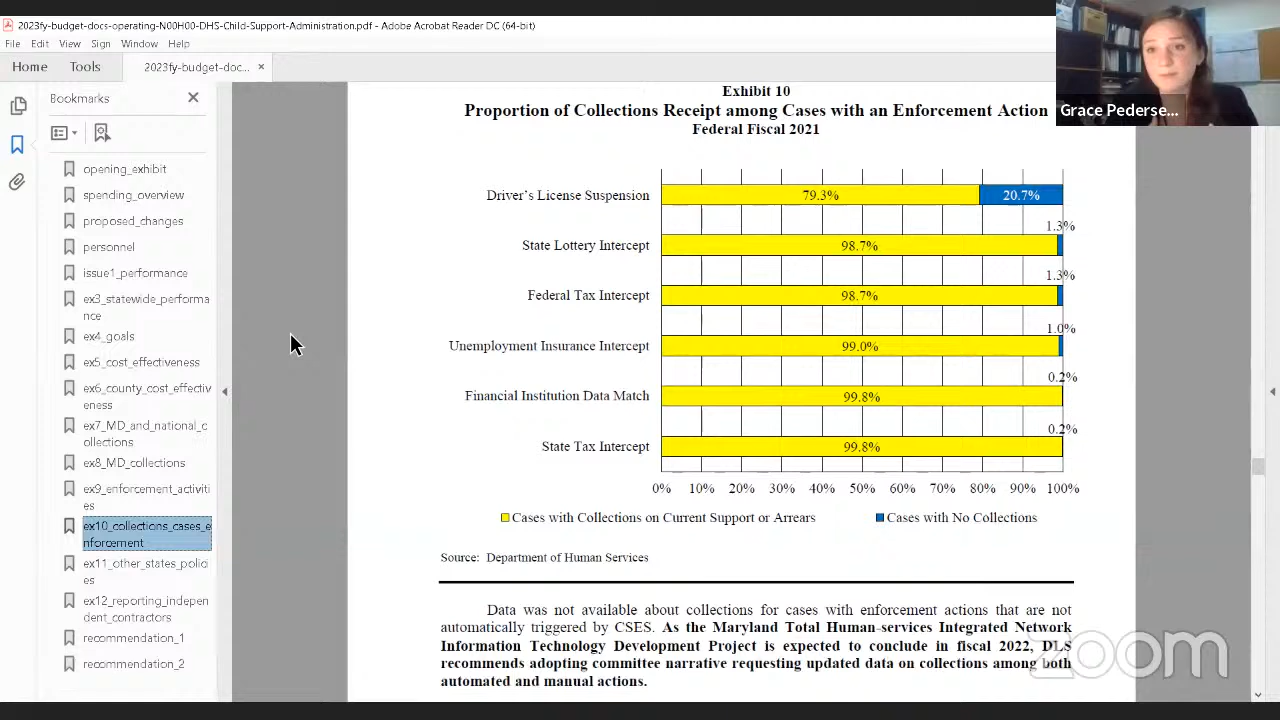 2023fy-budget-docs-operating-N00H00-DHS-Child-Support-Administration.pdf - Adobe Acrobat Reader DC (64-bit)
File Edit View Sign Window Help
Home Tools 2023fy-budget-doc... ×
Bookmarks
opening_exhibit
spending_overview
proposed_changes
personnel
issue1_performance
ex3_statewide_performa
nce
ex4_goals
ex5_cost_effectiveness
ex6_county_cost_effectiv
eness
ex7_MD_and_national_c
ollections
ex8_MD_collections
ex9_enforcement_activiti
es
ex10_collections_cases_e
nforcement
ex11_other_states_polici
es
ex12_reporting_indepen
dent_contractors
recommendation_1
recommendation_2
Grace Pederse...
Exhibit 10
Proportion of Collections Receipt among Cases with an Enforcement Action
Federal Fiscal 2021
Driver's License Suspension 79.3% 20.7%
1.3%
State Lottery Intercept 98.7%
1.3%
Federal Tax Intercept 98.7%
1.0%
Unemployment Insurance Intercept 99.0%
0.2%
Financial Institution Data Match 99.8%
0.2%
State Tax Intercept 99.8%
0% 10% 20% 30% 40% 50% 60% 70% 80% 90% 100%
Cases with Collections on Current Support or Arrears Cases with No Collections
Source: Department of Human Services
Data was not available about collections for cases with enforcement actions that are not
automatically triggered by CSES. As the Maryland Total Human-services Integrated Network
Information Technology Development Project is expected to conclude in fiscal 2022, DLS
recommends adopting committee narrative requesting updated data on collections among both
automated and manual actions.
zoom